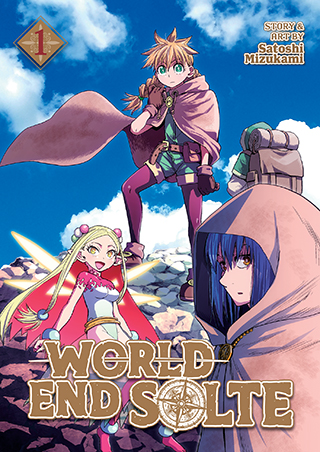 1
STORY &
ART BY
Satoshi
Mizukami
WORLD
END SOLTE